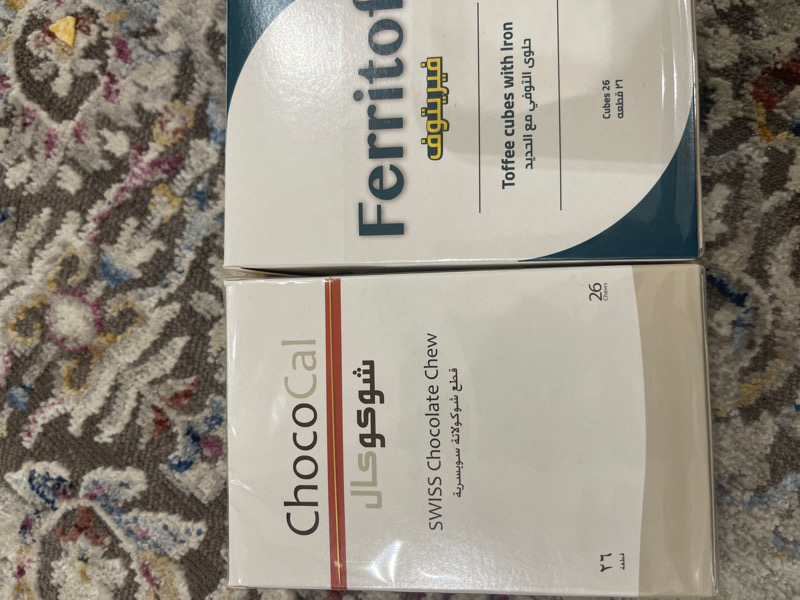 Ferritof
فيريتوف
Toffee cubes with Iron
حلوى التوفي مع الحديد
Cubes 26
٢٦ قطعه
ChocoCal
شوكوكال
SWISS Chocolate Chew
قطع شوكولاتة سويسرية
26
Chews
٢٦
قطعة